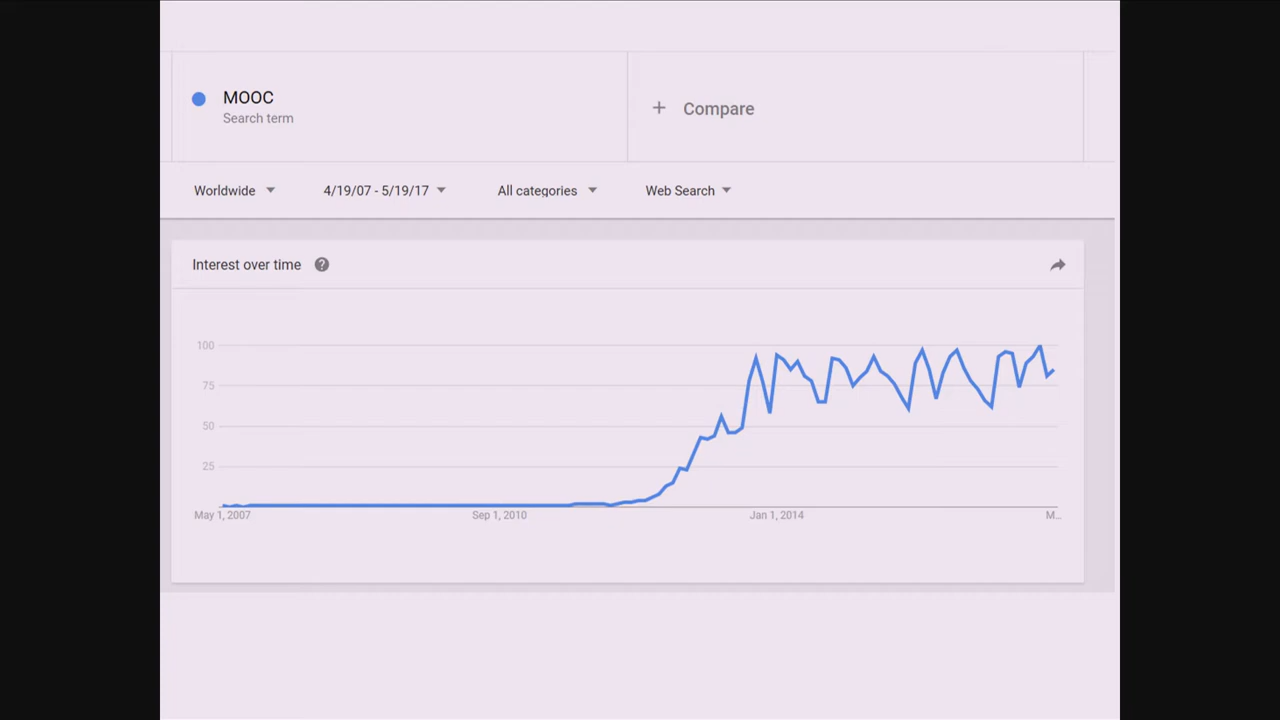 MOOC
Search term
+ Compare
Worldwide
4/19/07 - 5/19/17
All categories
Web Search
Interest over time ?
100
75
50
25
May 1, 2007
Sep 1, 2010
Jan 1, 2014
M...